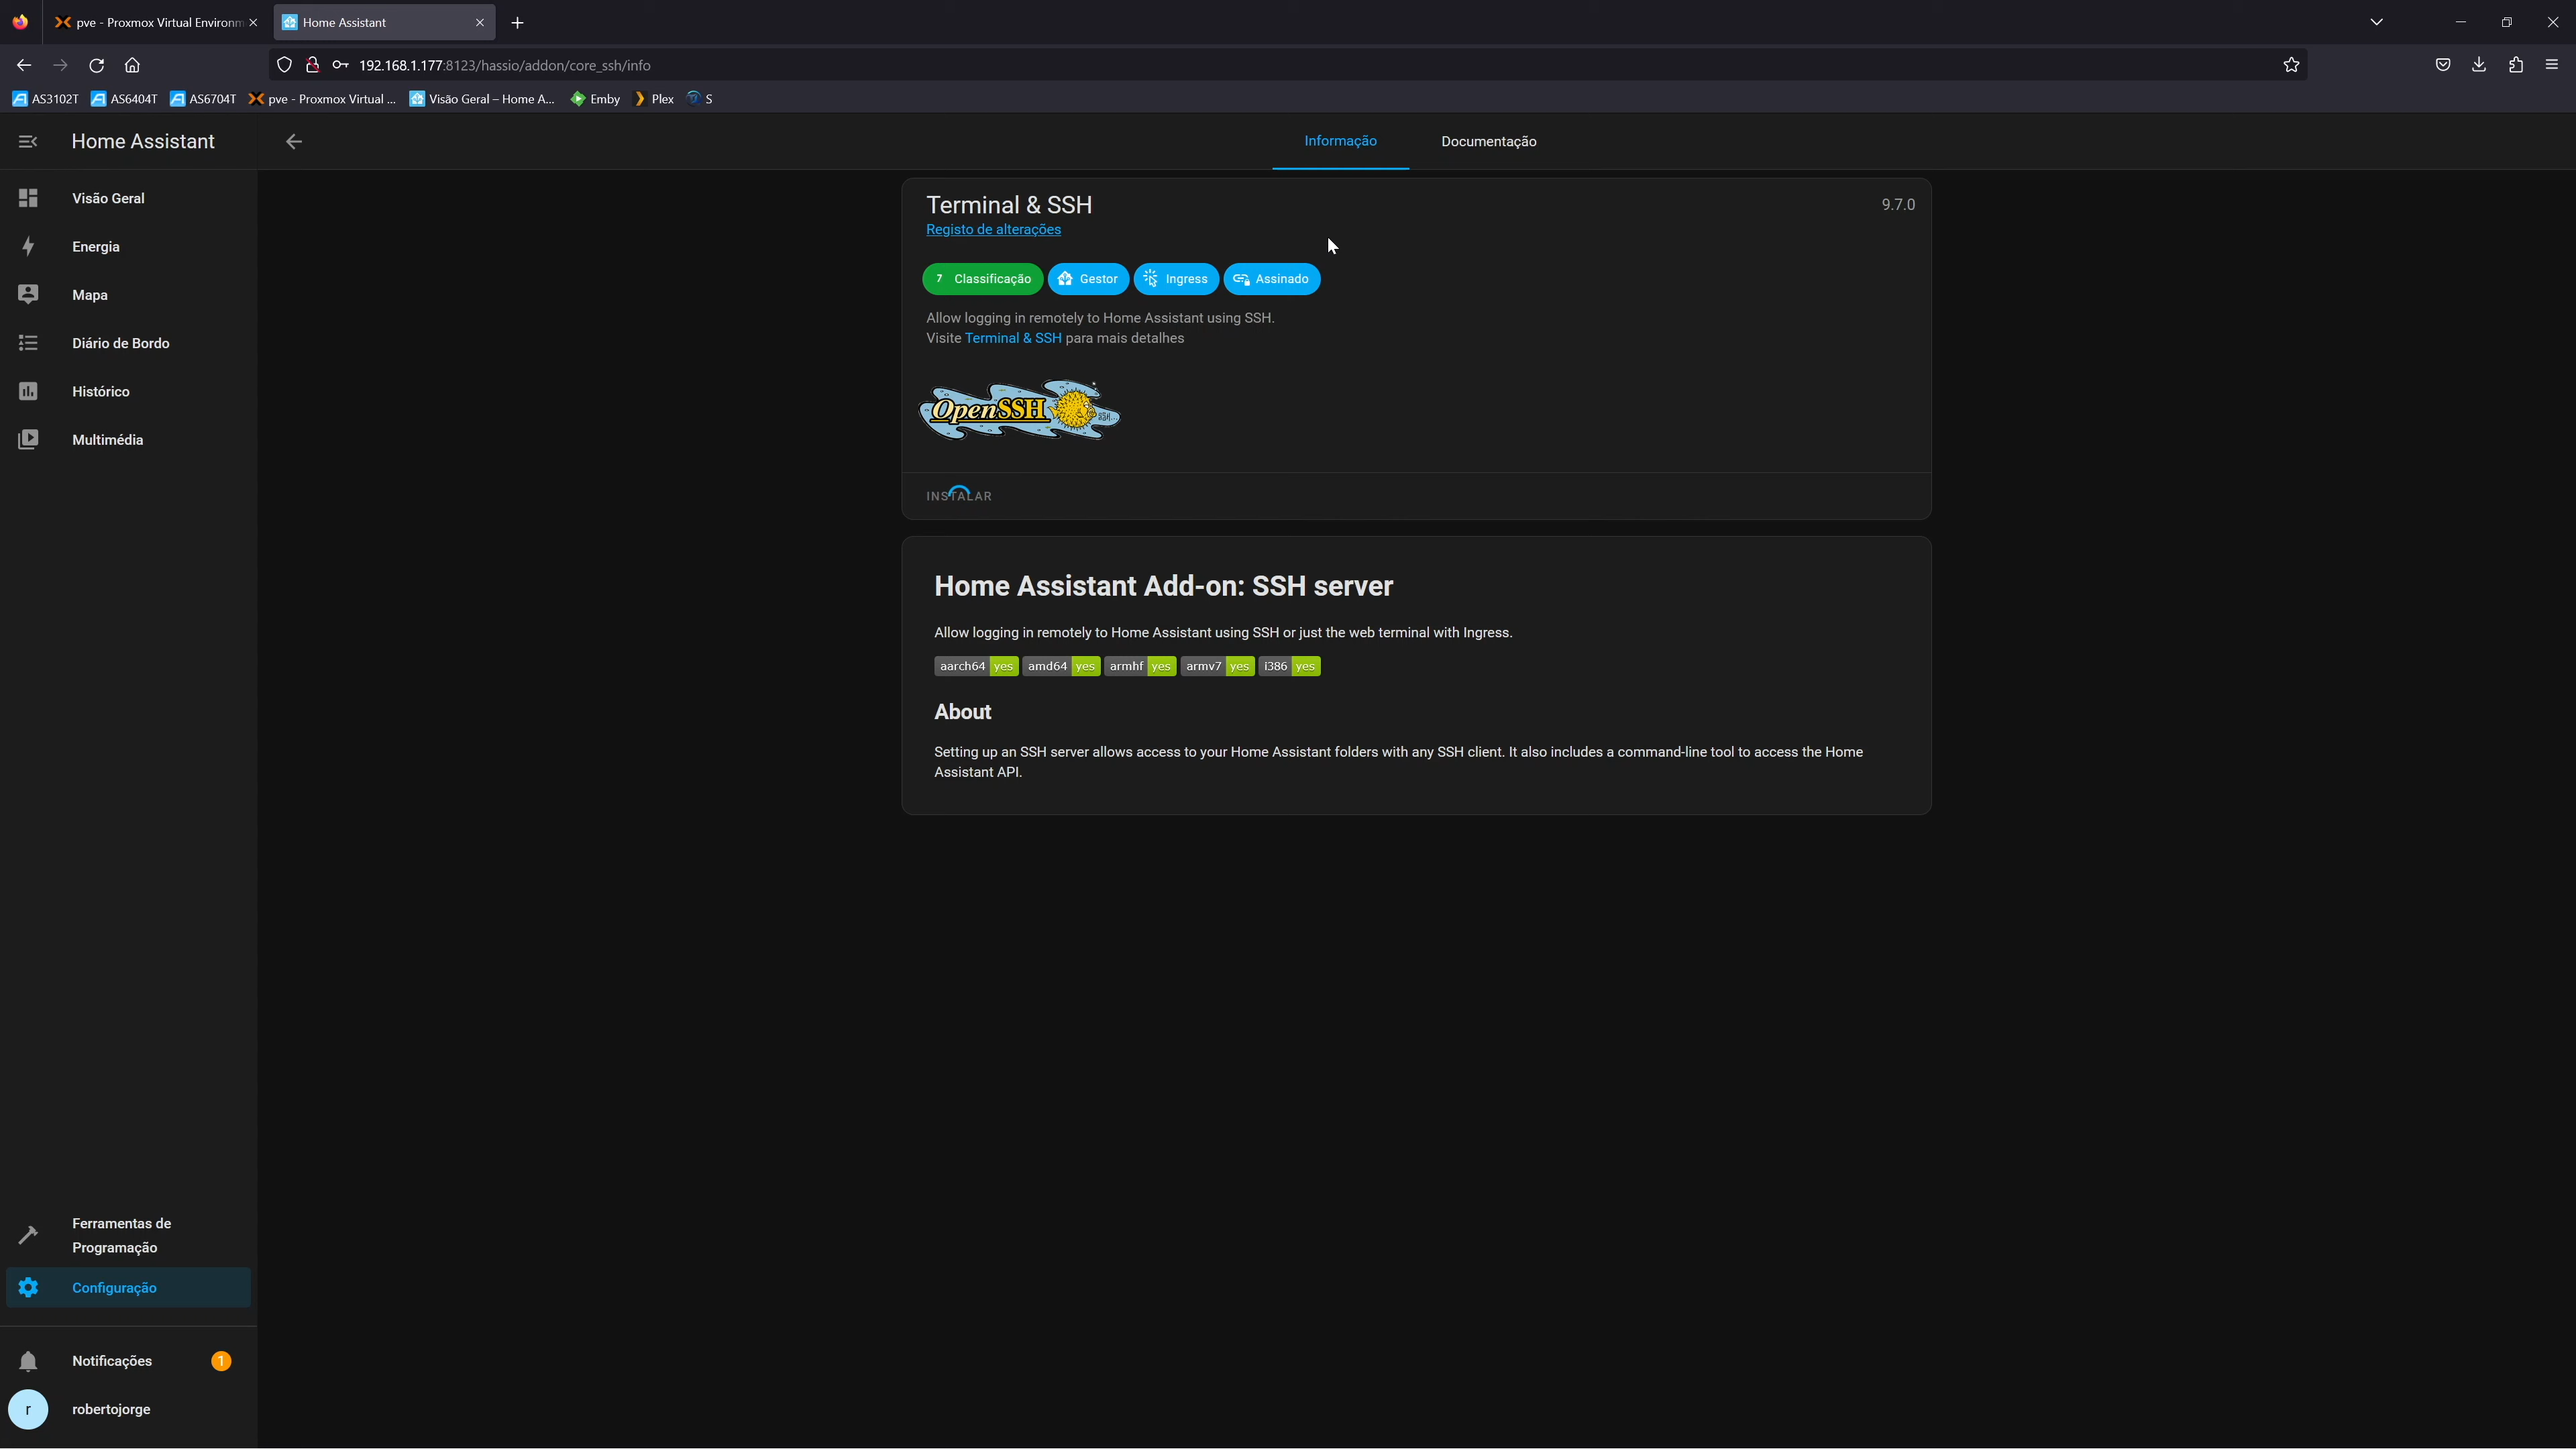 pve - Proxmox Virtual Environm
Home Assistant
192.168.1.177:8123/hassio/addon/core_ssh/info
AS3102T
AS6404T
AS6704T
pve - Proxmox Virtual ...
Visão Geral – Home A...
Emby
Plex
S
Home Assistant
Informação
Documentação
Visão Geral
Energia
Mapa
Diário de Bordo
Histórico
Multimédia
Terminal & SSH
9.7.0
Registo de alterações
7 Classificação
Gestor
Ingress
Assinado
Allow logging in remotely to Home Assistant using SSH.
Visite Terminal & SSH para mais detalhes
OpenSSH
SSH...
INSTALAR
Home Assistant Add-on: SSH server
Allow logging in remotely to Home Assistant using SSH or just the web terminal with Ingress.
aarch64 yes amd64 yes armhf yes armv7 yes i386 yes
About
Setting up an SSH server allows access to your Home Assistant folders with any SSH client. It also includes a command-line tool to access the Home
Assistant API.
Ferramentas de
Programação
Configuração
Notificações 1
r robertojorge